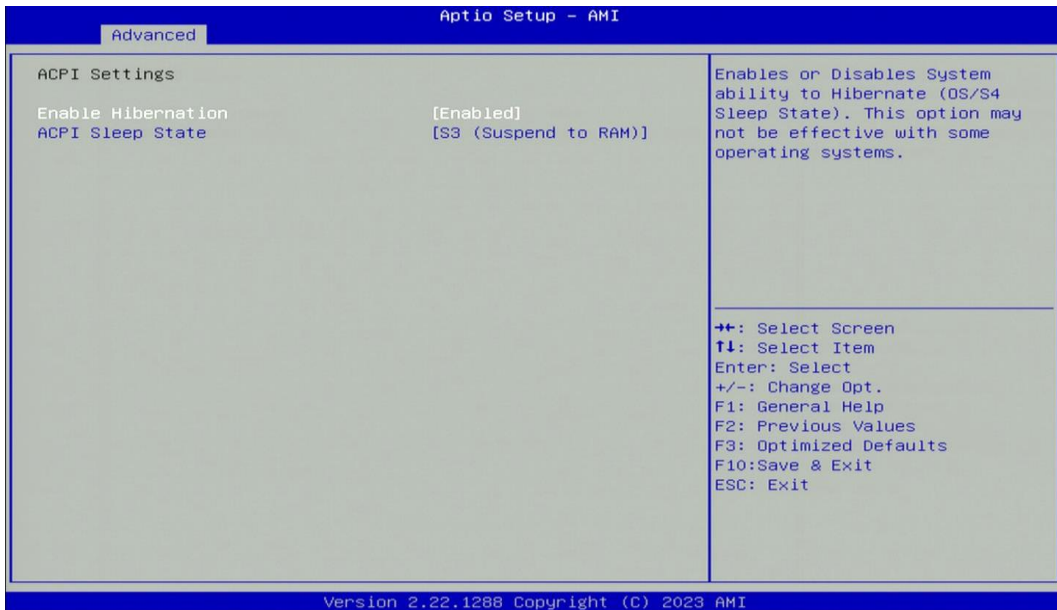 Aptio Setup – AMI
Advanced
ACPI Settings
Enable Hibernation [Enabled]
ACPI Sleep State [S3 (Suspend to RAM)]
Enables or Disables System
ability to Hibernate (OS/S4
Sleep State). This option may
not be effective with some
operating systems.
→←: Select Screen
↑↓: Select Item
Enter: Select
+/-: Change Opt.
F1: General Help
F2: Previous Values
F3: Optimized Defaults
F10:Save & Exit
ESC: Exit
Version 2.22.1288 Copyright (C) 2023 AMI